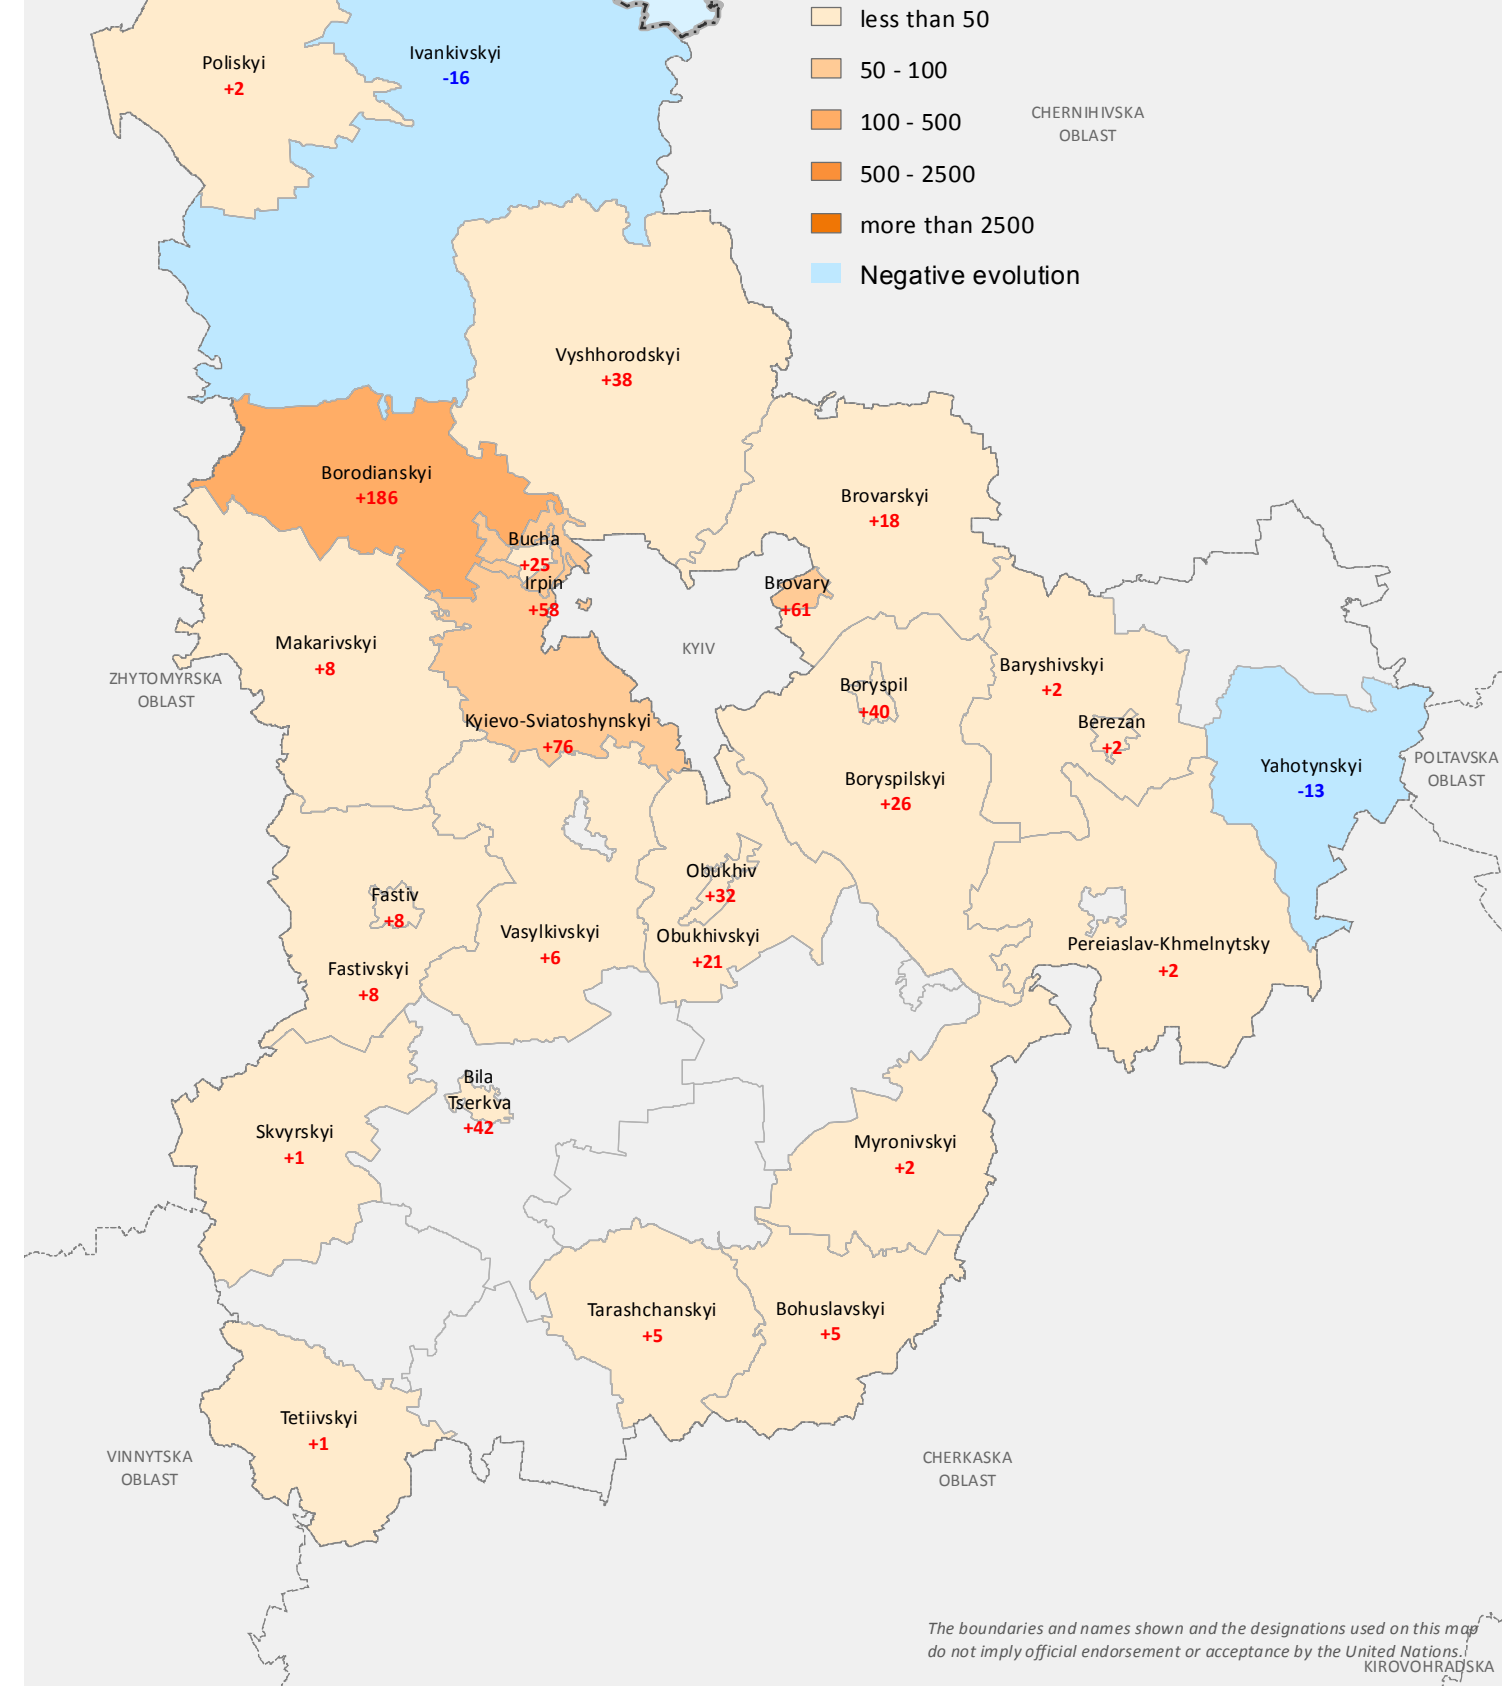 less than 50
50 - 100
100 - 500
500 - 2500
more than 2500
Negative evolution
CHERNIHIVSKA
OBLAST
Poliskyi
+2
Ivankivskyi
-16
Vyshhorodskyi
+38
Borodianskyi
+186
Brovarskyi
+18
Bucha
+25
Irpin
+58
Brovary
+61
KYIV
Makarivskyi
+8
ZHYTOMYRSKA
OBLAST
Baryshivskyi
+2
Boryspil
+40
Berezan
+2
Kyievo-Sviatoshynskyi
+76
Yahotynskyi
-13
POLTAVSKA
OBLAST
Boryspilskyi
+26
Obukhiv
+32
Fastiv
+8
Vasylkivskyi
+6
Obukhivskyi
+21
Pereiaslav-Khmelnytsky
+2
Fastivskyi
+8
Bila
Tserkva
+42
Skvyrskyi
+1
Myronivskyi
+2
Tarashchanskyi
+5
Bohuslavskyi
+5
Tetiivskyi
+1
VINNYTSKA
OBLAST
CHERKASKA
OBLAST
The boundaries and names shown and the designations used on this map
do not imply official endorsement or acceptance by the United Nations.
KIROVOHRADSKA